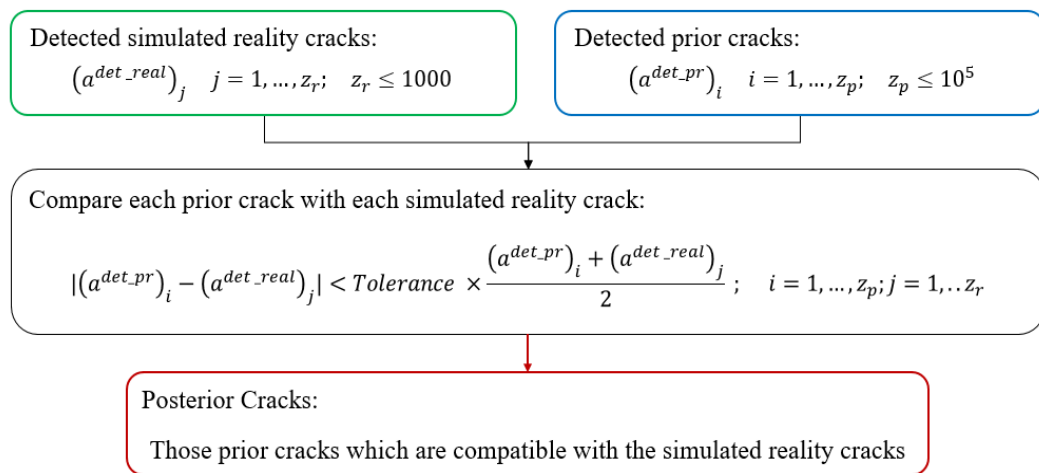 Detected simulated reality cracks:
(a^{det_real})_j   j = 1, …, z_r;   z_r ≤ 1000
Detected prior cracks:
(a^{det_pr})_i   i = 1, …, z_p;   z_p ≤ 10^5
Compare each prior crack with each simulated reality crack:
|(a^{det_pr})_i − (a^{det_real})_j| < Tolerance × \frac{(a^{det_pr})_i + (a^{det_real})_j}{2} ;   i = 1, …, z_p; j = 1, .. z_r
Posterior Cracks:
Those prior cracks which are compatible with the simulated reality cracks